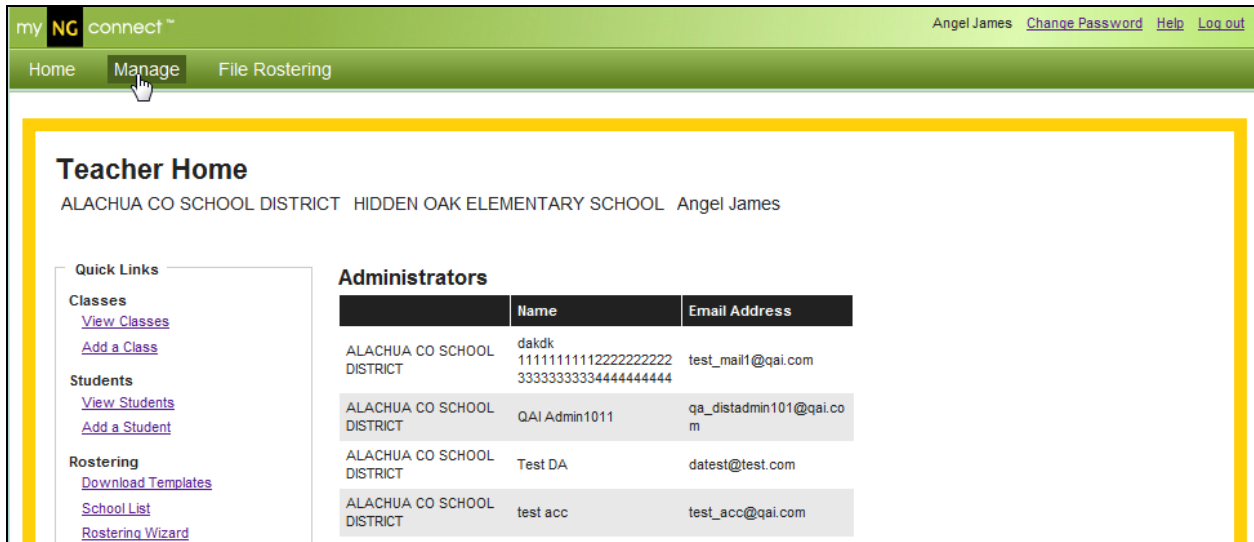 my NG connect™
Angel James Change Password Help Log out
Home Manage File Rostering
Teacher Home
ALACHUA CO SCHOOL DISTRICT HIDDEN OAK ELEMENTARY SCHOOL Angel James
Quick Links
Classes
View Classes
Add a Class
Students
View Students
Add a Student
Rostering
Download Templates
School List
Rostering Wizard
Administrators
Name Email Address
ALACHUA CO SCHOOL
DISTRICT
dakdk
11111111112222222222
33333333334444444444
test_mail1@qai.com
ALACHUA CO SCHOOL
DISTRICT
QAI Admin1011
qa_distadmin101@qai.co
m
ALACHUA CO SCHOOL
DISTRICT
Test DA
datest@test.com
ALACHUA CO SCHOOL
DISTRICT
test acc
test_acc@qai.com